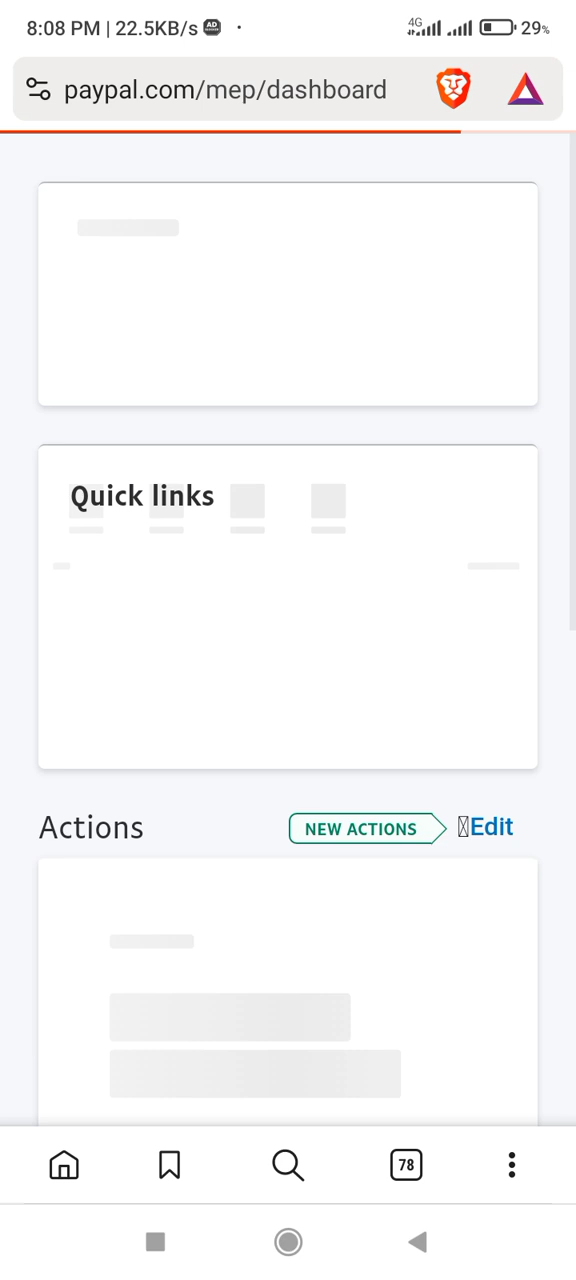 8:08 PM | 22.5KB/s
4G
29%
paypal.com/mep/dashboard
Quick links
Actions
NEW ACTIONS
Edit
78